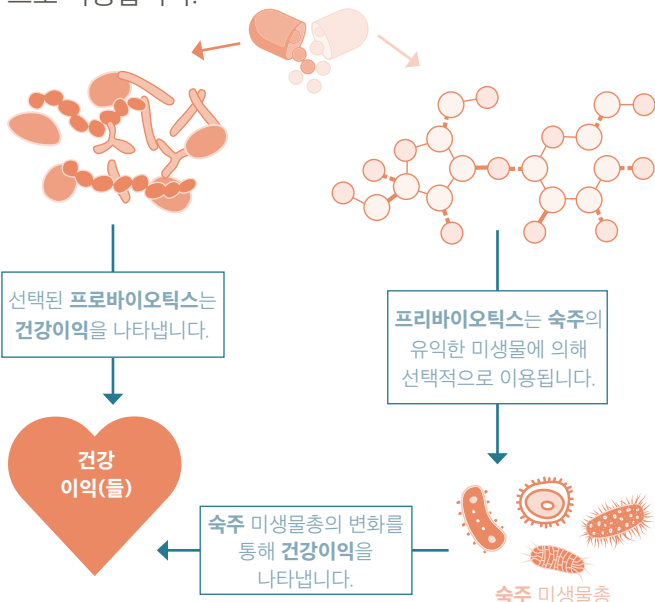 선택된 프로바이오틱스는
건강이익을 나타냅니다.
프리바이오틱스는 숙주의
유익한 미생물에 의해
선택적으로 이용됩니다.
건강
이익(들)
숙주 미생물총의 변화를
통해 건강이익을
나타냅니다.
숙주 미생물총